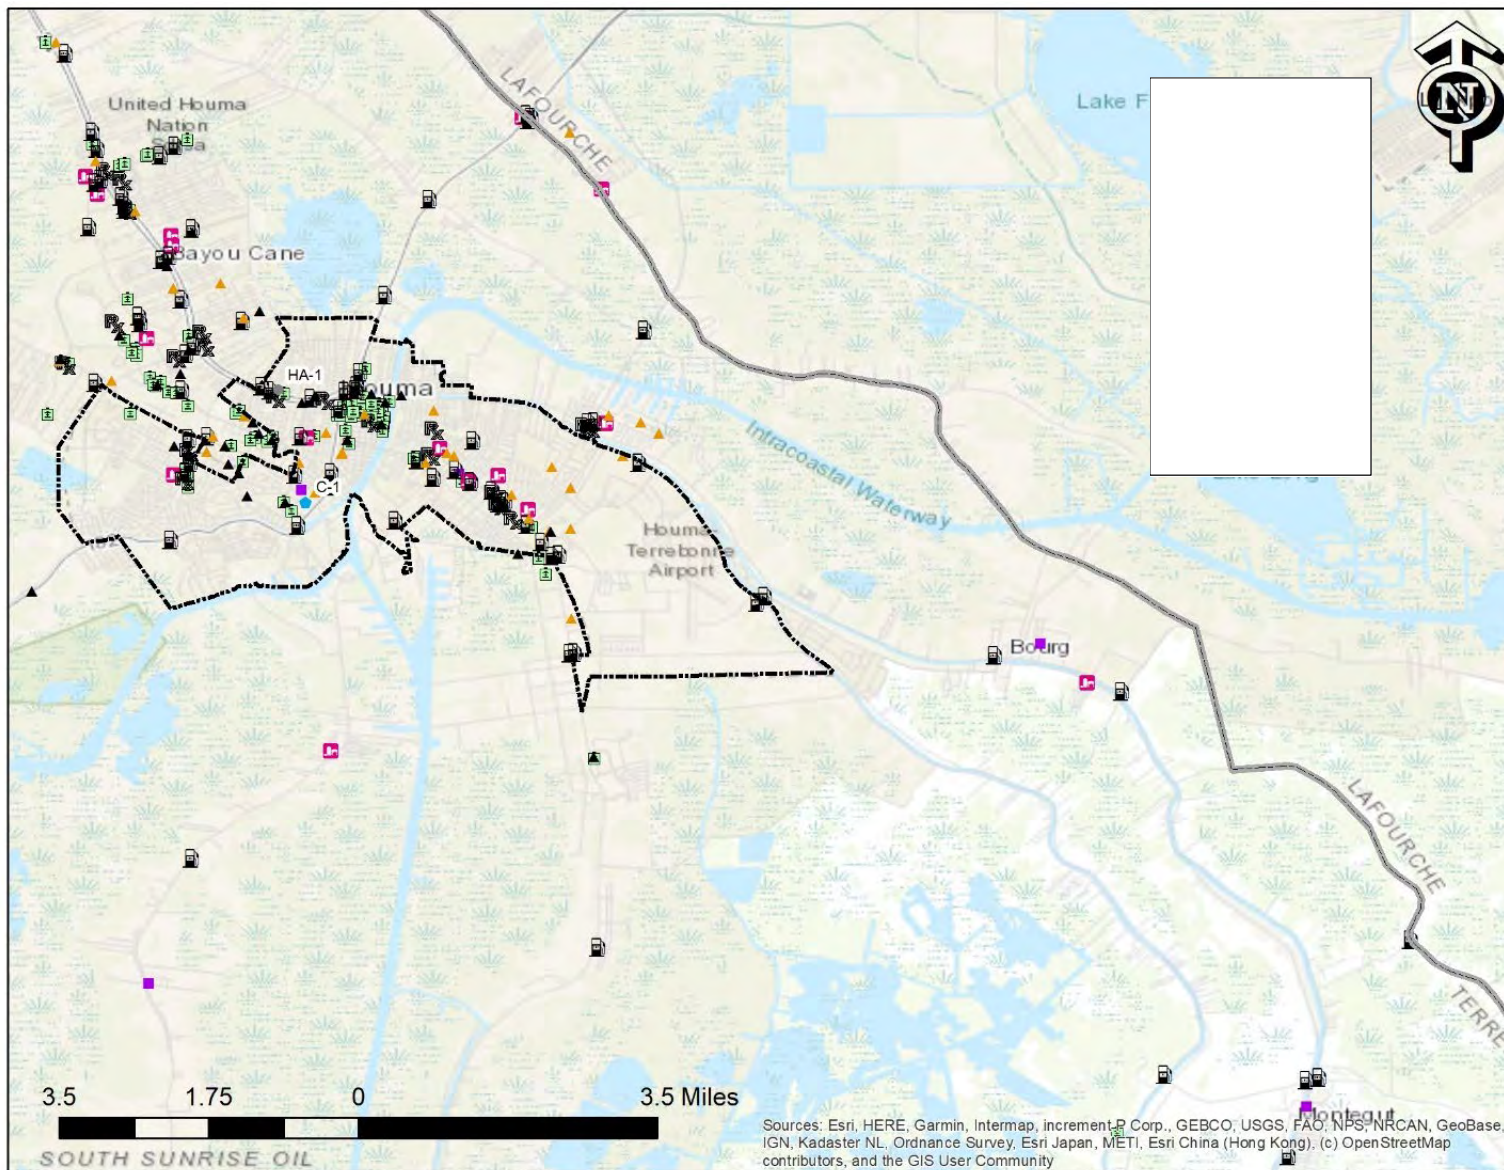 LAFOURCHE
Lake F
N
United Houma
Nation
Bayou Cane
HA-1
ouma
C-1
Intracoastal Waterway
Houma-
Terrebonne
Airport
Bourg
LAFOURCHE
TERRE
3.5 1.75 0 3.5 Miles
Montegut
Sources: Esri, HERE, Garmin, Intermap, increment P Corp., GEBCO, USGS, FAO, NPS, NRCAN, GeoBase,
IGN, Kadaster NL, Ordnance Survey, Esri Japan, METI, Esri China (Hong Kong), (c) OpenStreetMap
contributors, and the GIS User Community
SOUTH SUNRISE OIL